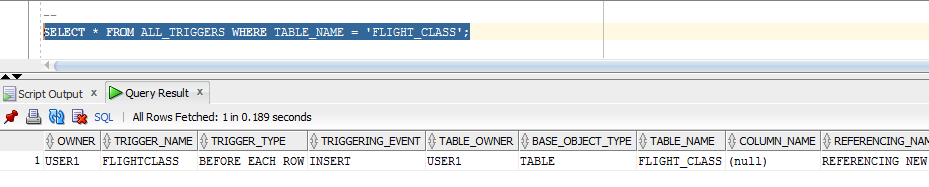 --
SELECT * FROM ALL_TRIGGERS WHERE TABLE_NAME = 'FLIGHT_CLASS';
Script Output x Query Result x
SQL | All Rows Fetched: 1 in 0.189 seconds
OWNER TRIGGER_NAME TRIGGER_TYPE TRIGGERING_EVENT TABLE_OWNER BASE_OBJECT_TYPE TABLE_NAME COLUMN_NAME REFERENCING_NA
1 USER1 FLIGHTCLASS BEFORE EACH ROW INSERT USER1 TABLE FLIGHT_CLASS (null) REFERENCING NEW